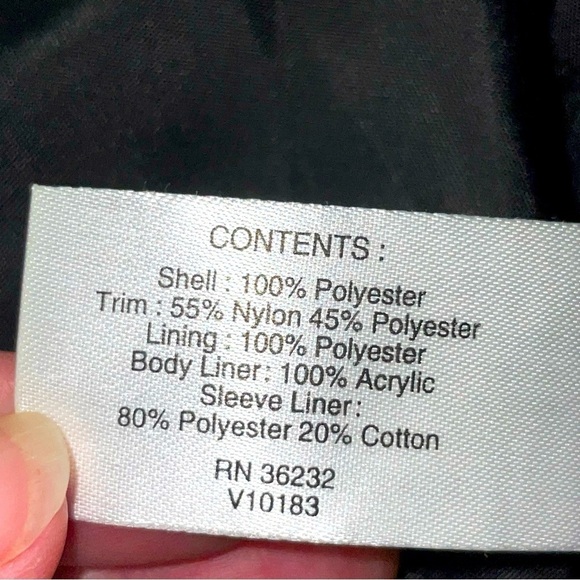 CONTENTS :
Shell : 100% Polyester
Trim : 55% Nylon 45% Polyester
Lining : 100% Polyester
Body Liner : 100% Acrylic
Sleeve Liner :
80% Polyester 20% Cotton
RN 36232
V10183